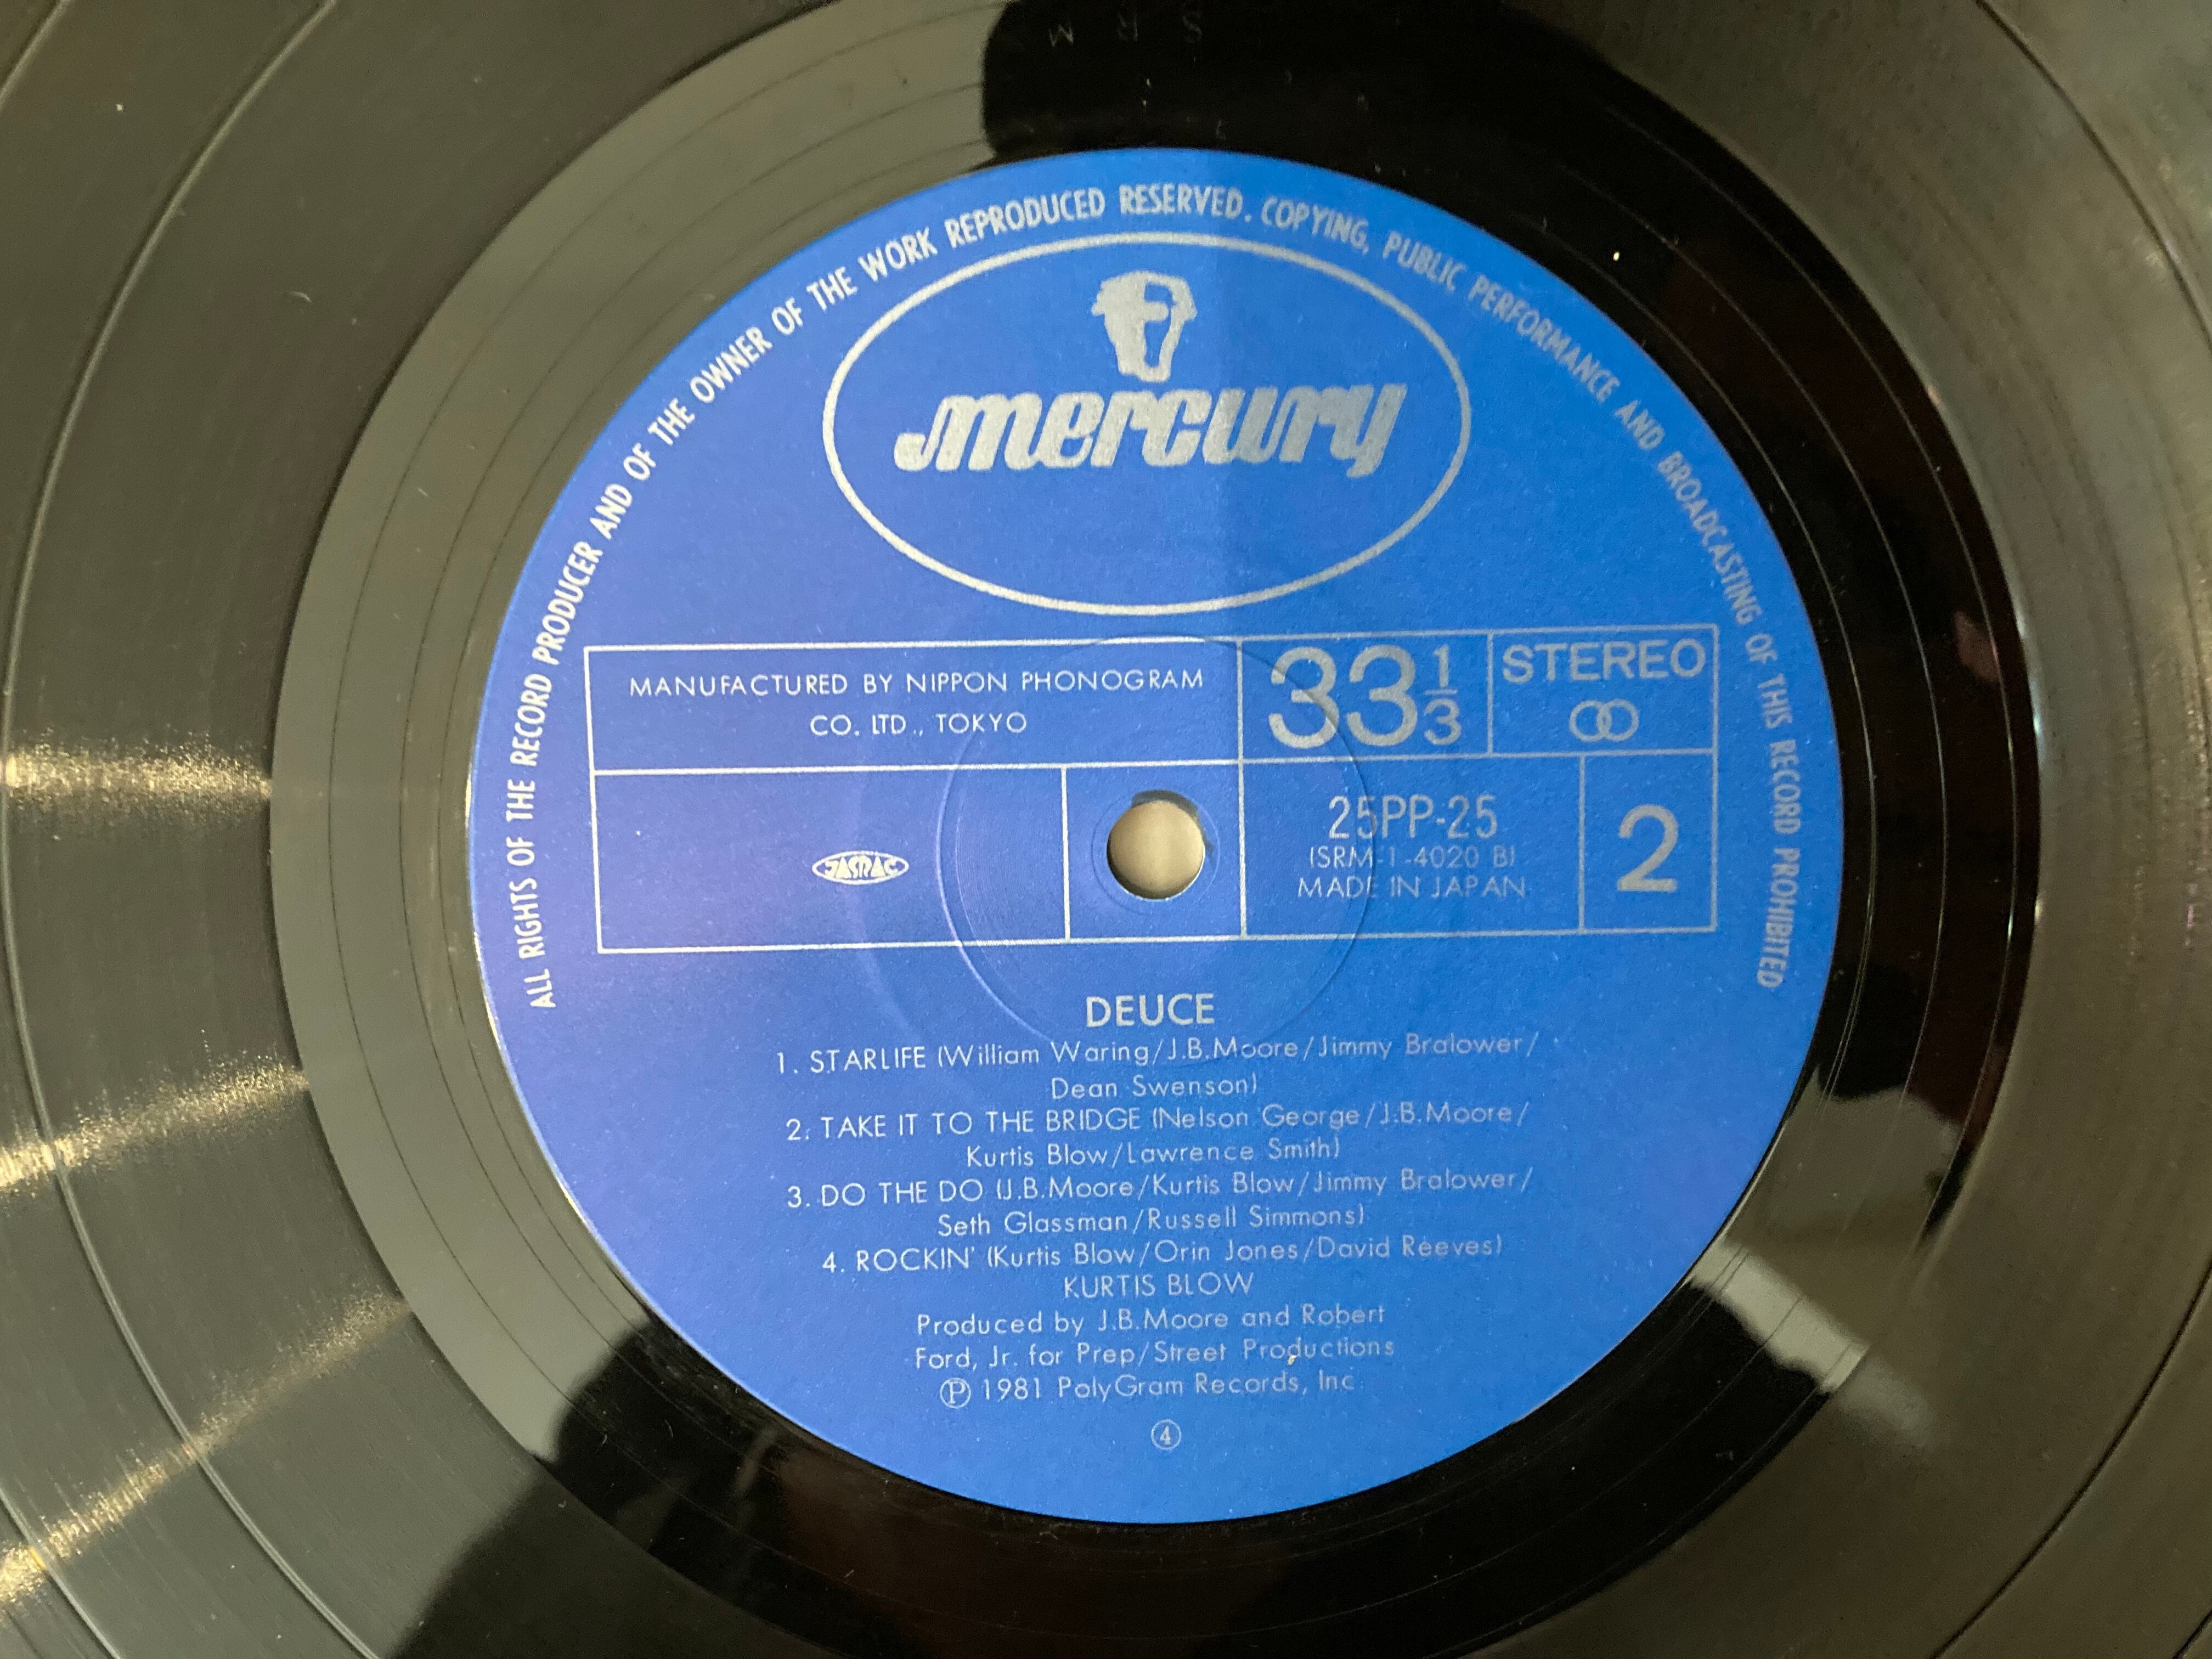 S R M
ALL RIGHTS OF THE RECORD PRODUCER AND OF THE OWNER OF THE WORK REPRODUCED RESERVED. COPYING, PUBLIC PERFORMANCE AND BROADCASTING OF THIS RECORD PROHIBITED
mercury
MANUFACTURED BY NIPPON PHONOGRAM
CO. LTD., TOKYO
33 1/3
STEREO
JASRAC
25PP-25
(SRM-1-4020 B)
MADE IN JAPAN
2
DEUCE
1. STARLIFE (William Waring/J.B.Moore/Jimmy Bralower/
Dean Swenson)
2. TAKE IT TO THE BRIDGE (Nelson George/J.B.Moore/
Kurtis Blow/Lawrence Smith)
3. DO THE DO (J.B.Moore/Kurtis Blow/Jimmy Bralower/
Seth Glassman/Russell Simmons)
4. ROCKIN' (Kurtis Blow/Orin Jones/David Reeves)
KURTIS BLOW
Produced by J.B.Moore and Robert
Ford, Jr. for Prep/Street Productions
Ⓟ 1981 PolyGram Records, Inc.
④